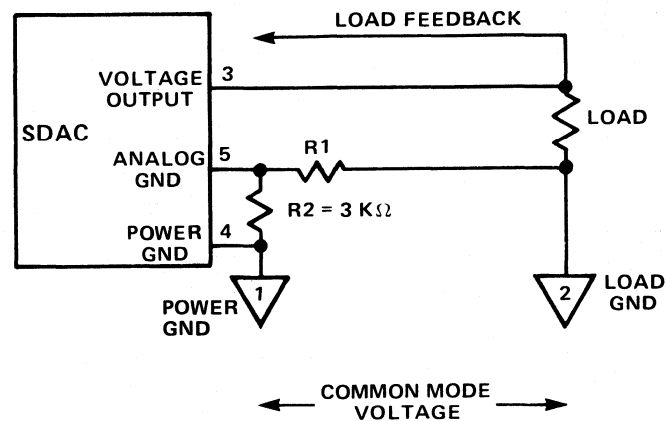 LOAD FEEDBACK
VOLTAGE
OUTPUT
3
SDAC
LOAD
ANALOG
GND
5
R1
R2 = 3 KΩ
POWER
GND
4
POWER
GND
1
2
LOAD
GND
COMMON MODE
VOLTAGE